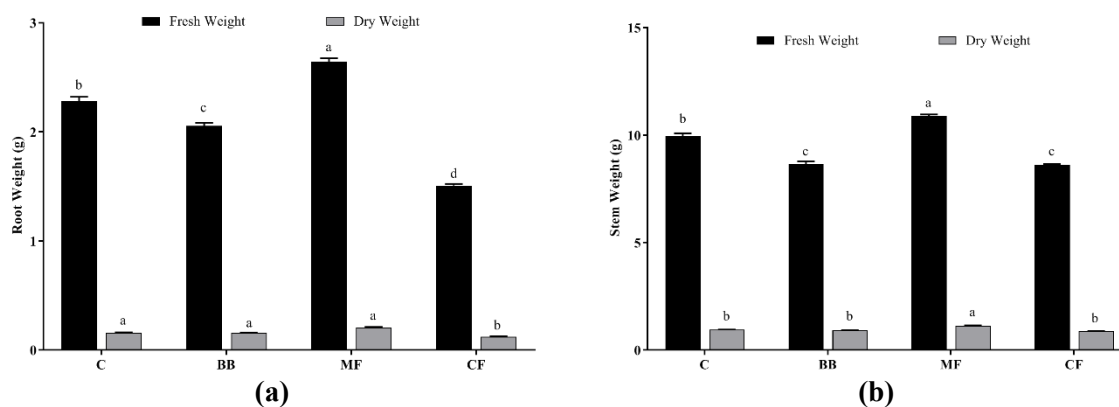 Fresh Weight
Dry Weight
Root Weight (g)
3
2
1
0
b
a
c
a
a
a
d
b
C
BB
MF
CF
(a)
Fresh Weight
Dry Weight
Stem Weight (g)
15
10
5
0
b
b
c
b
a
a
c
b
C
BB
MF
CF
(b)